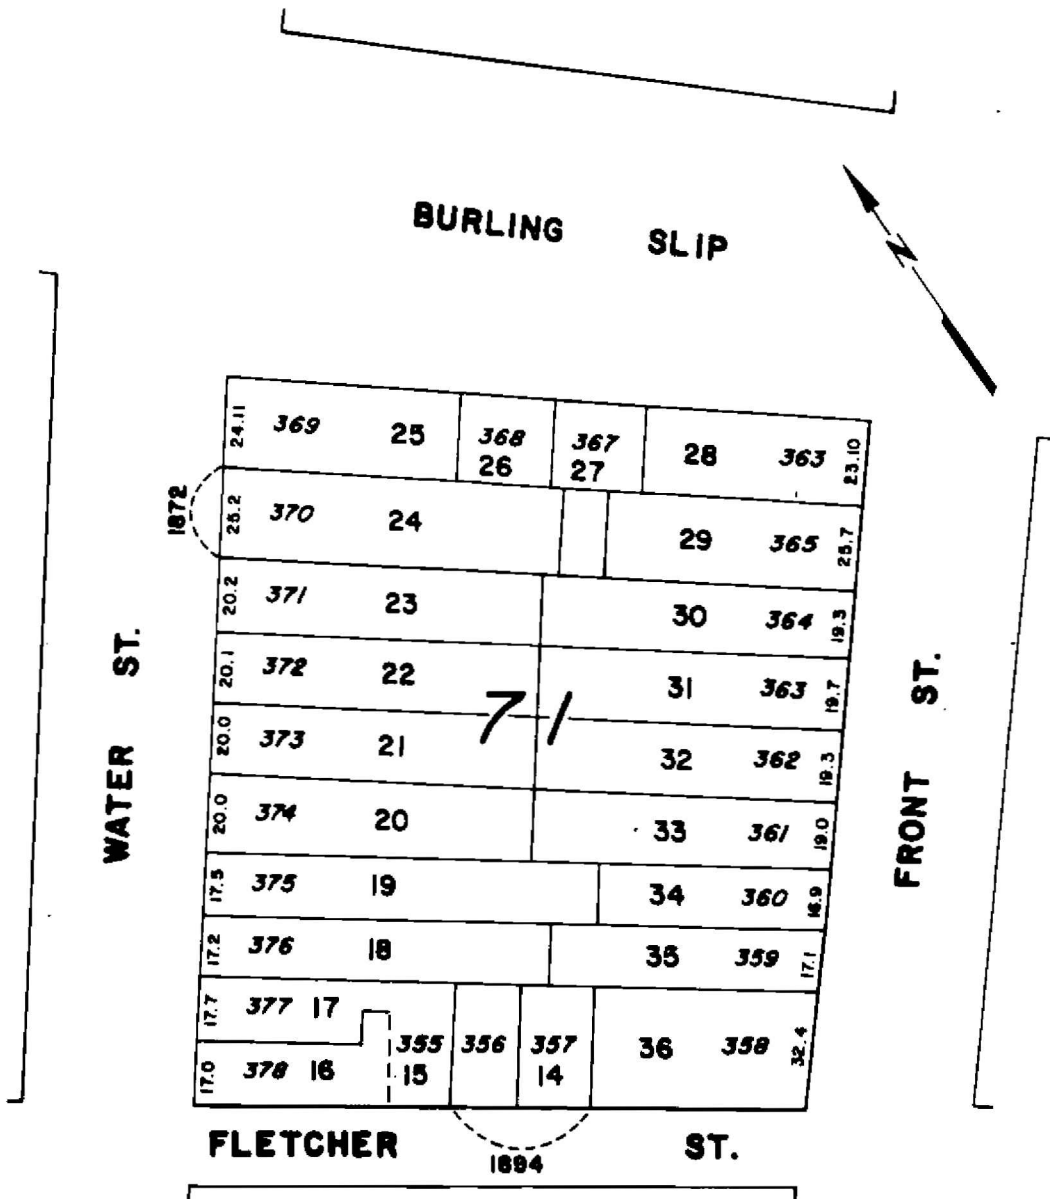 BURLING SLIP
N
24.11 369 25 368 367 28 363 23.10
26 27
1872 25.2 370 24 29 365 25.7
20.2 371 23 30 364 19.3
20.1 372 22 31 363 19.7
71
20.0 373 21 32 362 19.3
20.0 374 20 33 361 19.0
17.5 375 19 34 360 16.9
17.2 376 18 35 359 17.1
17.7 377 17
355 356 357 36 358 32.4
17.0 378 16 15 14
WATER ST.
FRONT ST.
FLETCHER ST.
1894